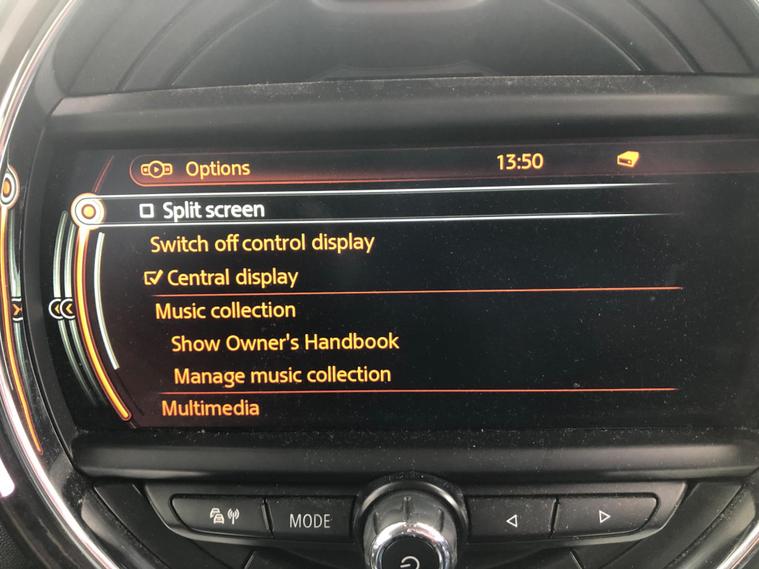 Options 13:50
Split screen
Switch off control display
Central display
Music collection
Show Owner's Handbook
Manage music collection
Multimedia
MODE